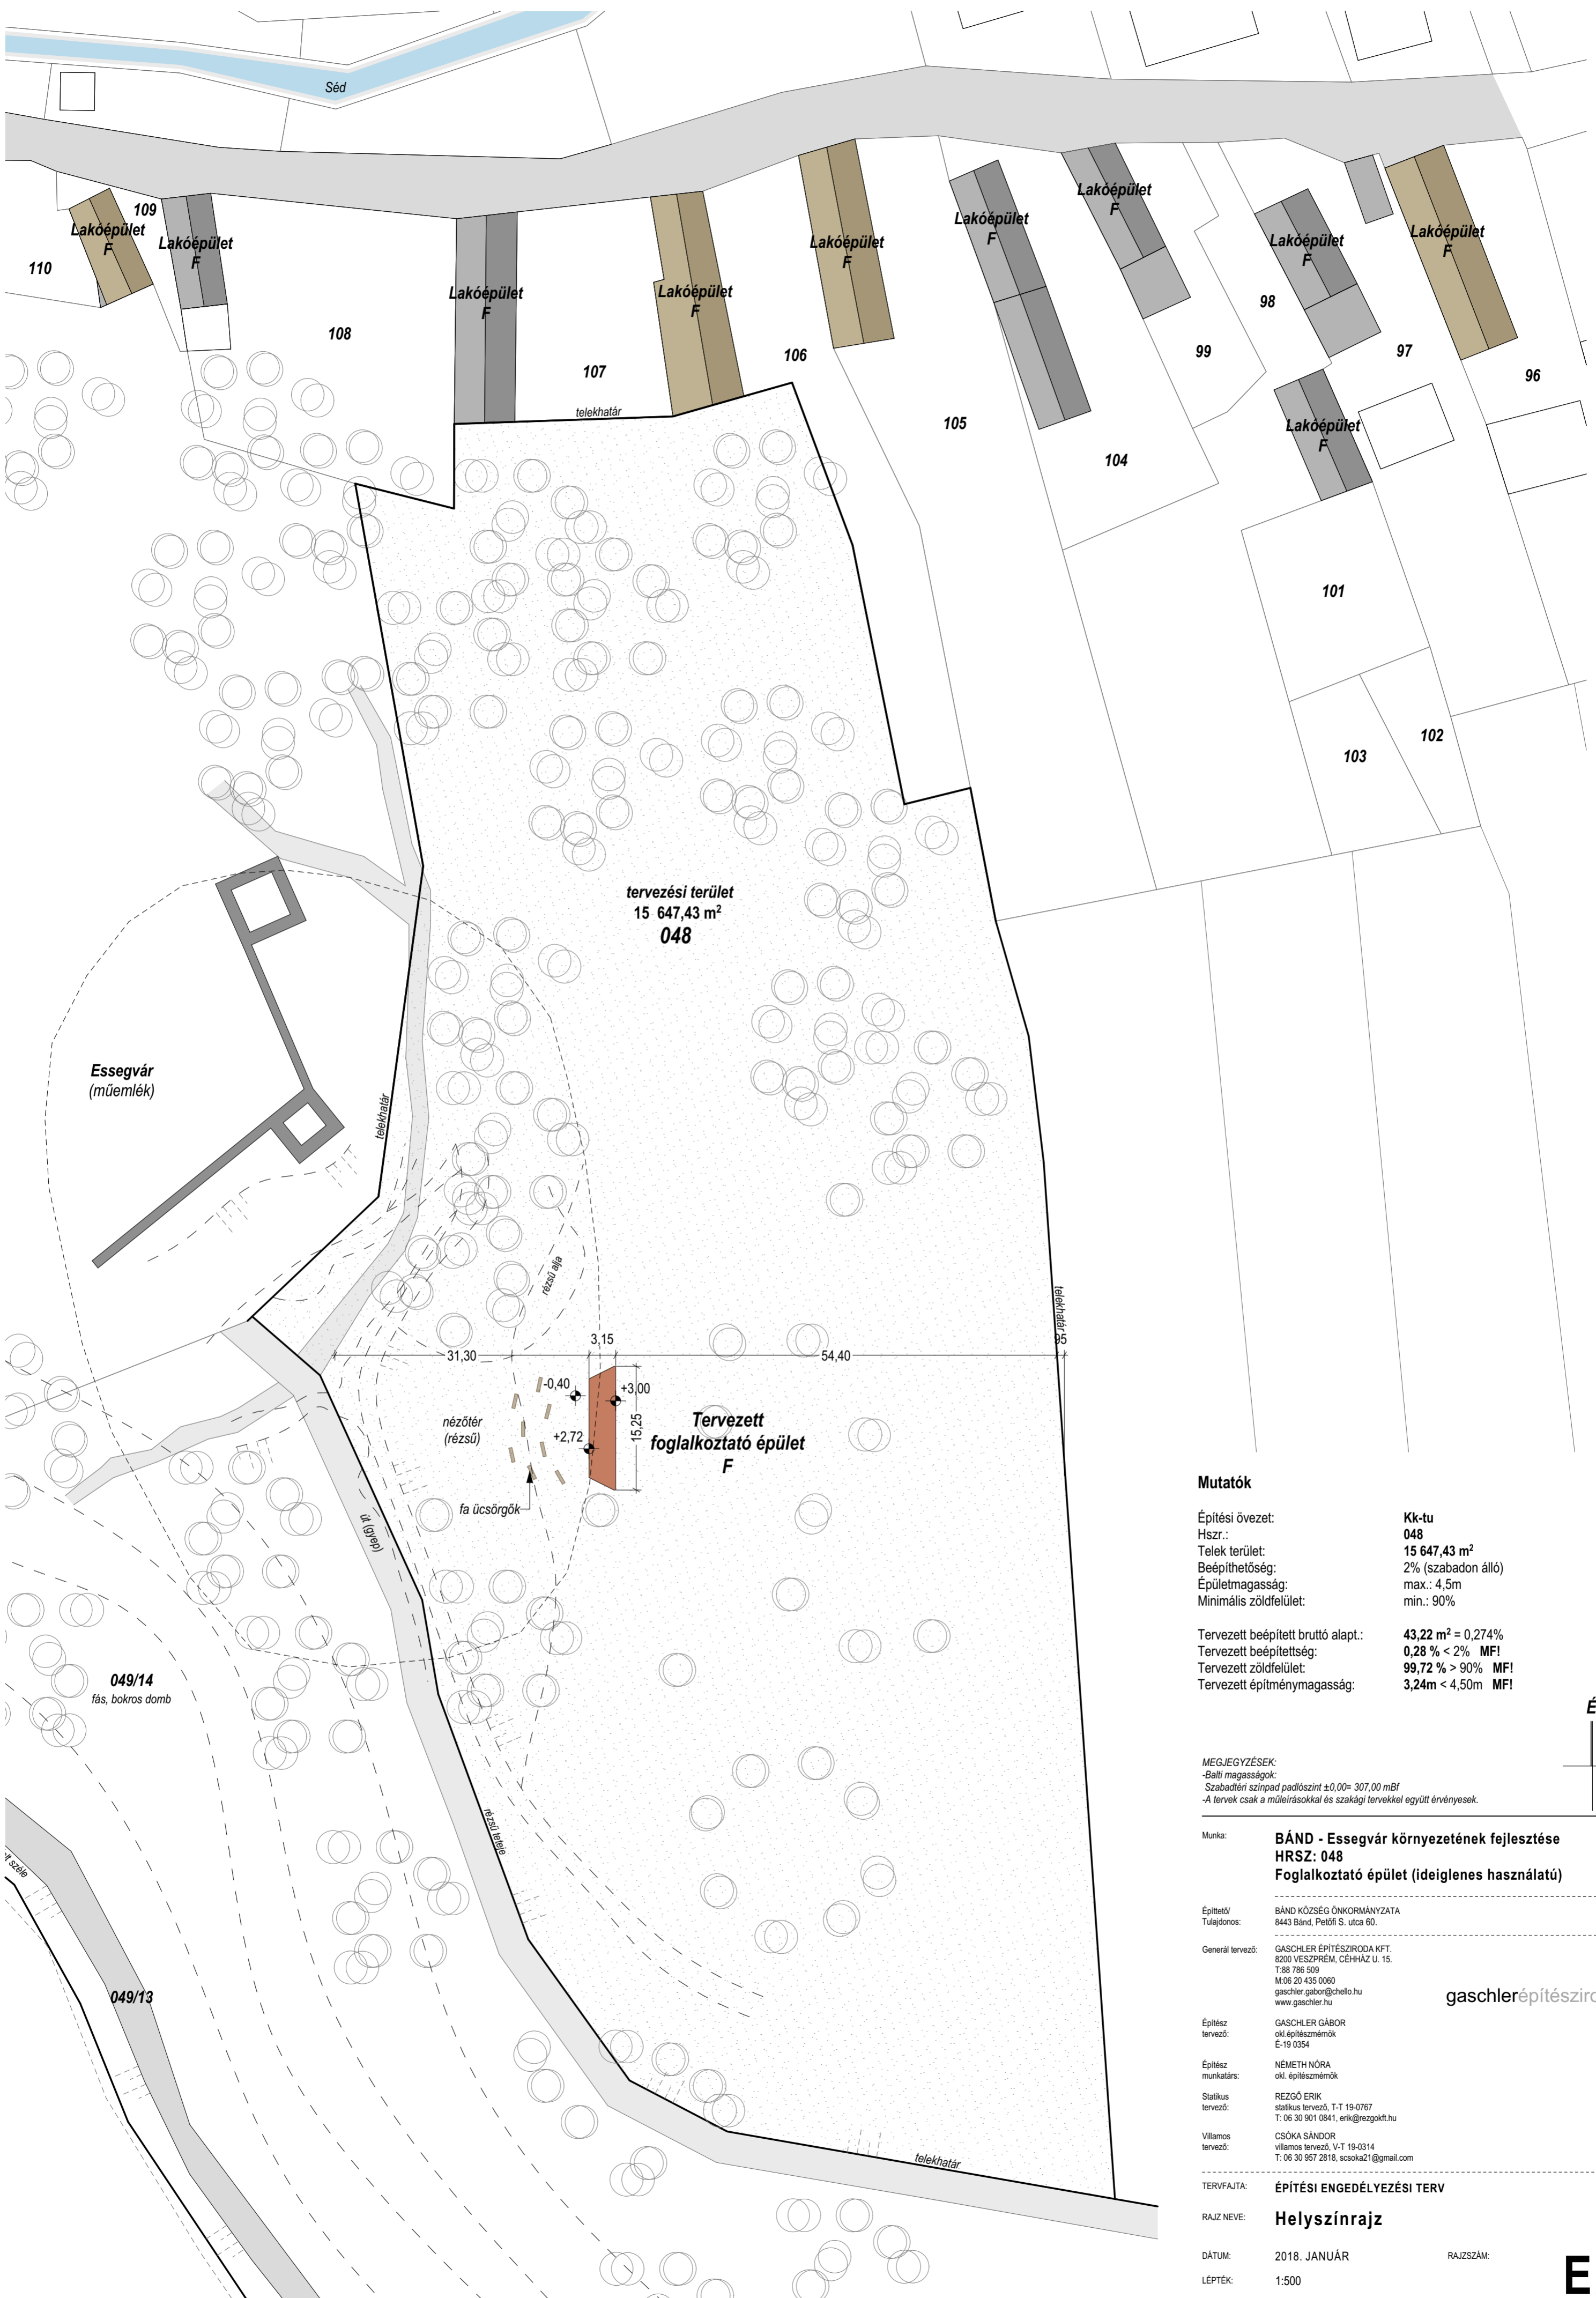 Séd
109
Lakóépület
F
Lakóépület
F
110
108
Lakóépület
F
107
Lakóépület
F
telekhatár
Lakóépület
F
106
Lakóépület
F
105
104
Lakóépület
F
99
98
Lakóépület
F
97
Lakóépület
F
Lakóépület
F
96
101
103
102
tervezési terület
15 647,43 m²
048
Essegvár
(műemlék)
telekhatár
rézsű alja
telekhatár
31,30
3,15
54,40
95
-0,40
+3,00
+2,72
15,25
nézőtér
(rézsű)
fa ücsörgők
Tervezett
foglalkoztató épület
F
út (gyep)
049/14
fás, bokros domb
rézsű teteje
széle
049/13
telekhatár
Mutatók
Építési övezet: Kk-tu
Hszr.: 048
Telek terület: 15 647,43 m²
Beépíthetőség: 2% (szabadon álló)
Épületmagasság: max.: 4,5m
Minimális zöldfelület: min.: 90%
Tervezett beépített bruttó alapt.: 43,22 m² = 0,274%
Tervezett beépítettség: 0,28 % < 2% MF!
Tervezett zöldfelület: 99,72 % > 90% MF!
Tervezett építménymagasság: 3,24m < 4,50m MF!
É
MEGJEGYZÉSEK:
-Balti magasságok:
Szabadtéri színpad padlószint ±0,00= 307,00 mBf
-A tervek csak a műleírásokkal és szakági tervekkel együtt érvényesek.
Munka: BÁND - Essegvár környezetének fejlesztése
HRSZ: 048
Foglalkoztató épület (ideiglenes használatú)
Építtető/ BÁND KÖZSÉG ÖNKORMÁNYZATA
Tulajdonos: 8443 Bánd, Petőfi S. utca 60.
Generál tervező: GASCHLER ÉPÍTÉSZIRODA KFT.
8200 VESZPRÉM, CÉHHÁZ U. 15.
T:88 786 509
M:06 20 435 0060
gaschler.gabor@chello.hu
www.gaschler.hu
gaschlerépítésziro
Építész GASCHLER GÁBOR
tervező: okl.építészmérnök
É-19 0354
Építész NÉMETH NÓRA
munkatárs: okl. építészmérnök
Statikus REZGŐ ERIK
tervező: statikus tervező, T-T 19-0767
T: 06 30 901 0841, erik@rezgokft.hu
Villamos CSÓKA SÁNDOR
tervező: villamos tervező, V-T 19-0314
T: 06 30 957 2818, scsoka21@gmail.com
TERVFAJTA: ÉPÍTÉSI ENGEDÉLYEZÉSI TERV
RAJZ NEVE: Helyszínrajz
DÁTUM: 2018. JANUÁR RAJZSZÁM:
LÉPTÉK: 1:500
E